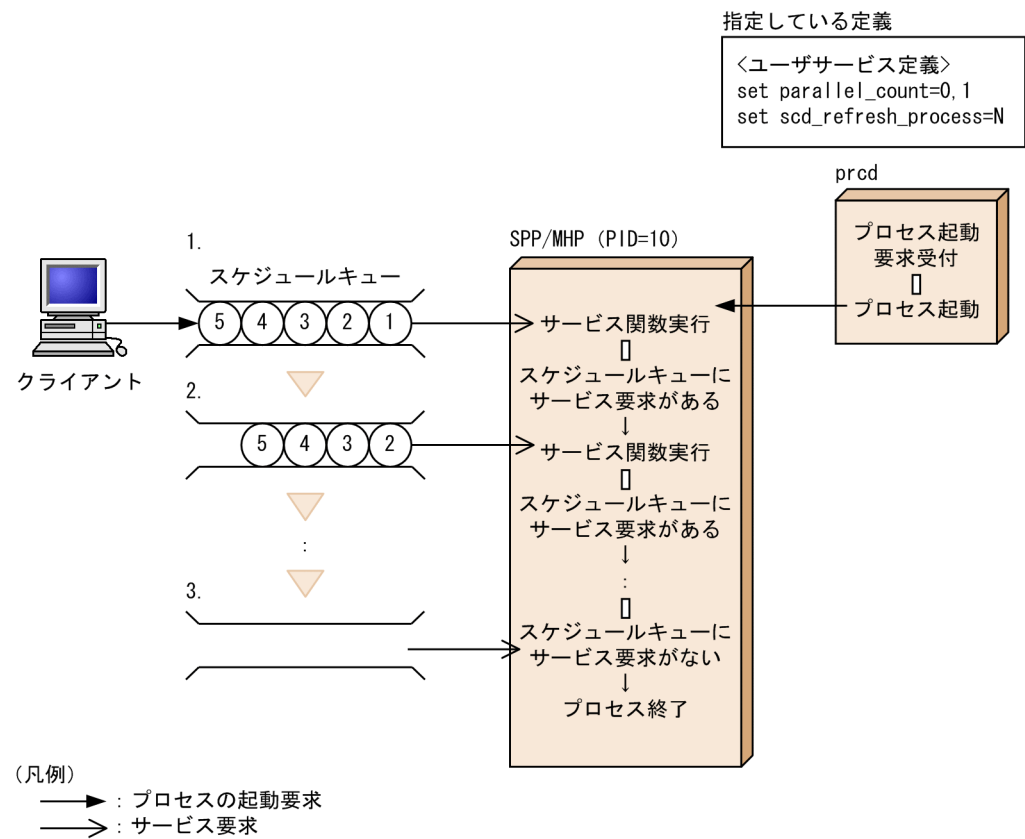 指定している定義
〈ユーザサービス定義〉
set parallel_count=0,1
set scd_refresh_process=N
prcd
プロセス起動
要求受付
プロセス起動
SPP/MHP (PID=10)
1.
スケジュールキュー
5 4 3 2 1
クライアント
サービス関数実行
スケジュールキューに
サービス要求がある
↓
2.
5 4 3 2
サービス関数実行
スケジュールキューに
サービス要求がある
↓
:
:
3.
スケジュールキューに
サービス要求がない
↓
プロセス終了
(凡例)
: プロセスの起動要求
: サービス要求